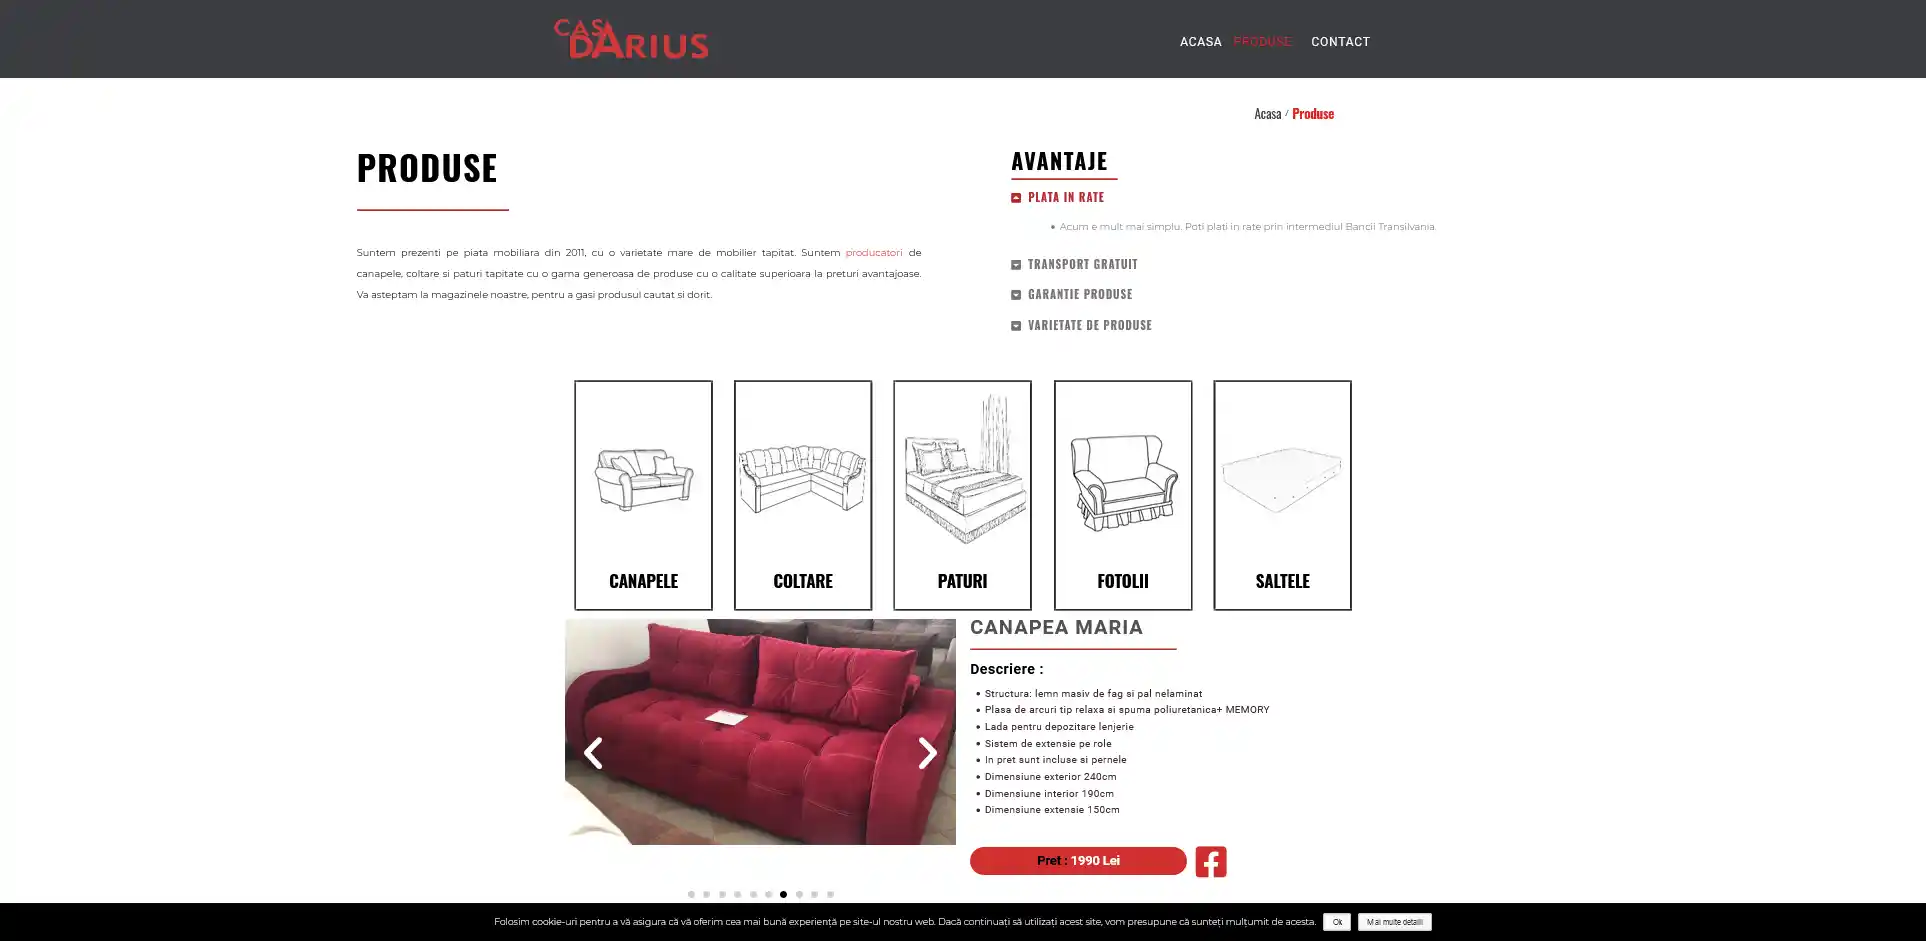 CASA
DARIUS
ACASA PRODUSE CONTACT
Acasa / Produse
PRODUSE
Suntem prezenti pe piata mobiliara din 2011, cu o varietate mare de mobilier tapitat. Suntem producatori de
canapele, coltare si paturi tapitate cu o gama generoasa de produse cu o calitate superioara la preturi avantajoase.
Va asteptam la magazinele noastre, pentru a gasi produsul cautat si dorit.
AVANTAJE
PLATA IN RATE
Acum e mult mai simplu. Poti plati in rate prin intermediul Bancii Transilvania.
TRANSPORT GRATUIT
GARANTIE PRODUSE
VARIETATE DE PRODUSE
CANAPELE
COLTARE
PATURI
FOTOLII
SALTELE
CANAPEA MARIA
Descriere :
Structura: lemn masiv de fag si pal nelaminat
Plasa de arcuri tip relaxa si spuma poliuretanica+ MEMORY
Lada pentru depozitare lenjerie
Sistem de extensie pe role
In pret sunt incluse si pernele
Dimensiune exterior 240cm
Dimensiune interior 190cm
Dimensiune extensie 150cm
Pret : 1990 Lei
Folosim cookie-uri pentru a vă asigura că vă oferim cea mai bună experiență pe site-ul nostru web. Dacă continuați să utilizați acest site, vom presupune că sunteți mulțumit de acesta. Ok Mai multe detalii